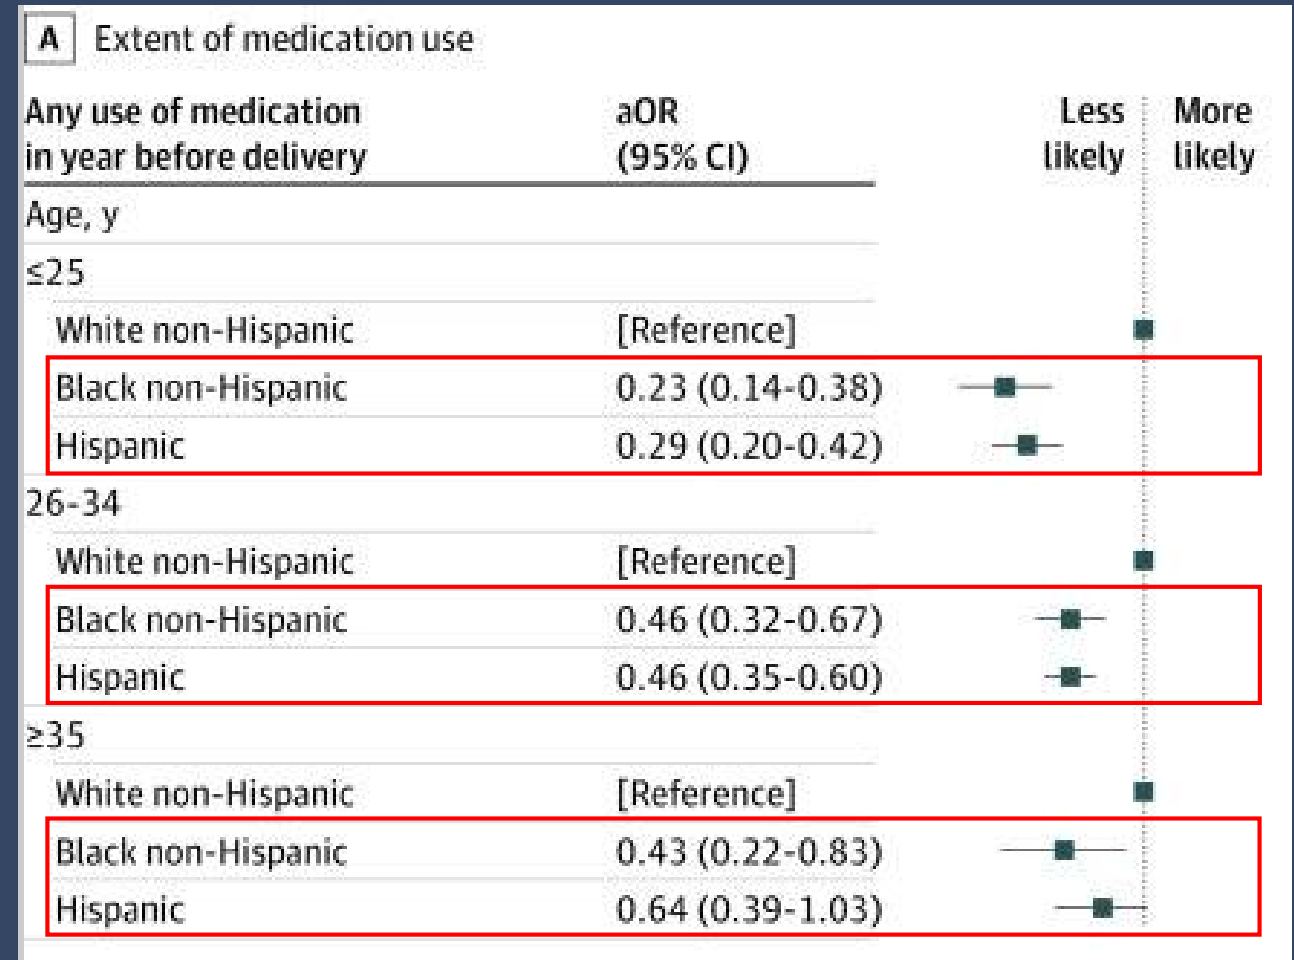 A Extent of medication use
Any use of medication in year before delivery aOR (95% CI) Less likely More likely
Age, y
≤25
White non-Hispanic [Reference]
Black non-Hispanic 0.23 (0.14-0.38)
Hispanic 0.29 (0.20-0.42)
26-34
White non-Hispanic [Reference]
Black non-Hispanic 0.46 (0.32-0.67)
Hispanic 0.46 (0.35-0.60)
≥35
White non-Hispanic [Reference]
Black non-Hispanic 0.43 (0.22-0.83)
Hispanic 0.64 (0.39-1.03)